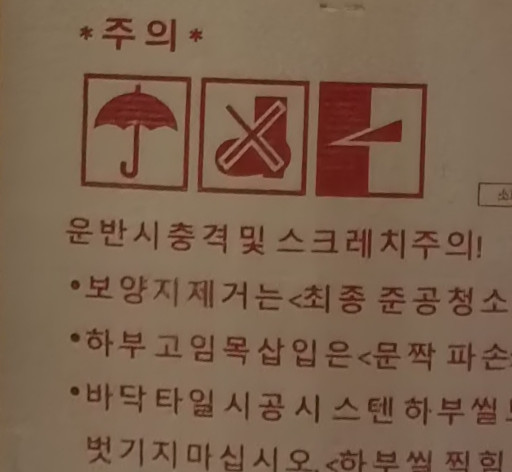 *주의*
운반시충격및 스크레치주의!
•보양지제거는<최종 준공청소
•하부고임목삽입은<문짝 파손
•바닥타일시공시 스텐하부씰
벗기지마십시오 <하부씰 찍힘